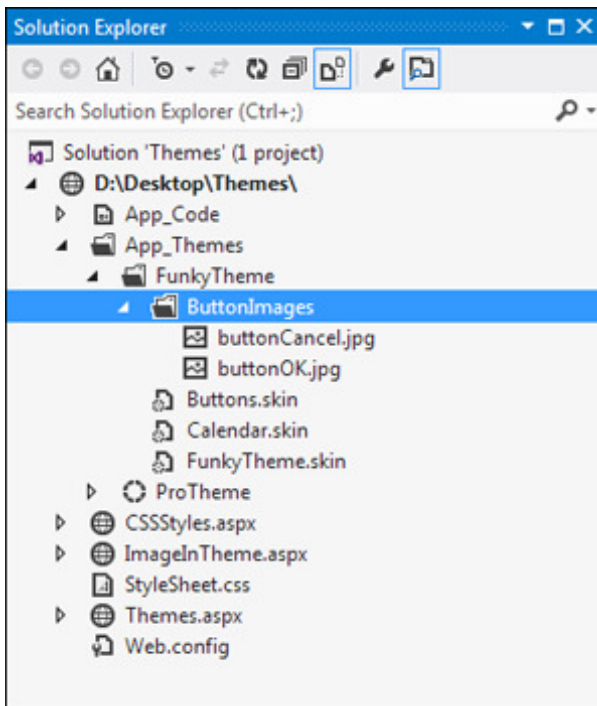 Solution Explorer
Search Solution Explorer (Ctrl+;)
Solution 'Themes' (1 project)
D:\Desktop\Themes\
App_Code
App_Themes
FunkyTheme
ButtonImages
buttonCancel.jpg
buttonOK.jpg
Buttons.skin
Calendar.skin
FunkyTheme.skin
ProTheme
CSSStyles.aspx
ImageInTheme.aspx
StyleSheet.css
Themes.aspx
Web.config